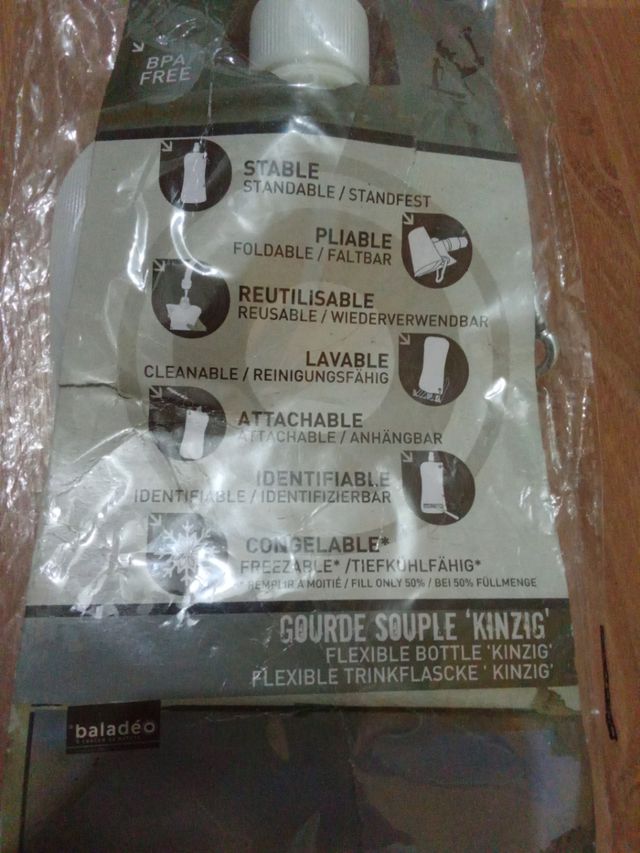 BPA
FREE
STABLE
STANDABLE / STANDFEST
PLIABLE
FOLDABLE / FALTBAR
REUTILISABLE
REUSABLE / WIEDERVERWENDBAR
LAVABLE
CLEANABLE / REINIGUNGSFÄHIG
ATTACHABLE
ATTACHABLE / ANHÄNGBAR
IDENTIFIABLE
IDENTIFIABLE / IDENTIFIZIERBAR
CONGELABLE*
FREEZABLE* /TIEFKÜHLFÄHIG*
* REMPLIR A MOITIÉ / FILL ONLY 50% / BEI 50% FÜLLMENGE
GOURDE SOUPLE 'KINZIG'
FLEXIBLE BOTTLE 'KINZIG'
FLEXIBLE TRINKFLASCKE ' KINZIG'
baladéo